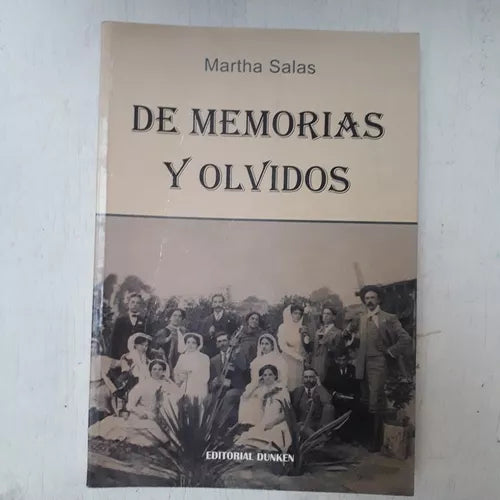 Martha Salas
DE MEMORIAS
Y OLVIDOS
EDITORIAL DUNKEN